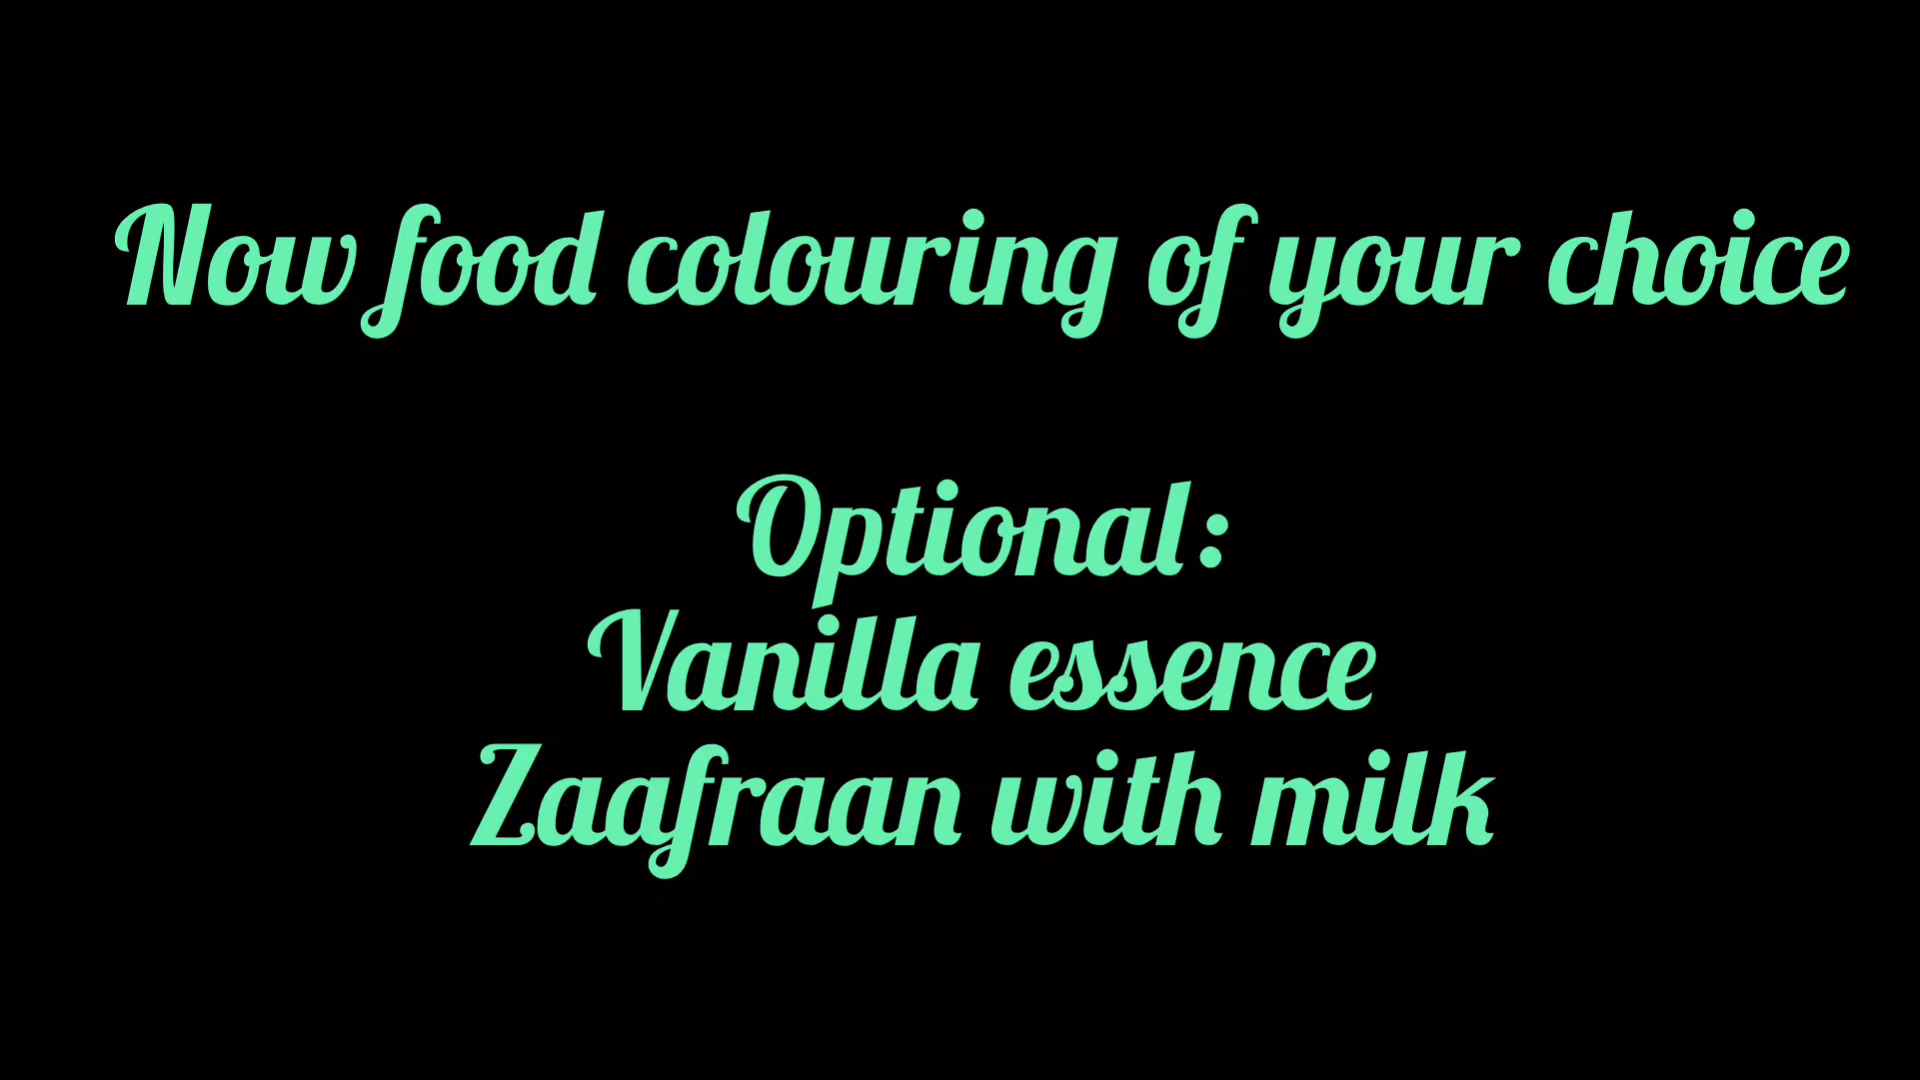 Now food colouring of your choice
Optional:
Vanilla essence
Zaafraan with milk